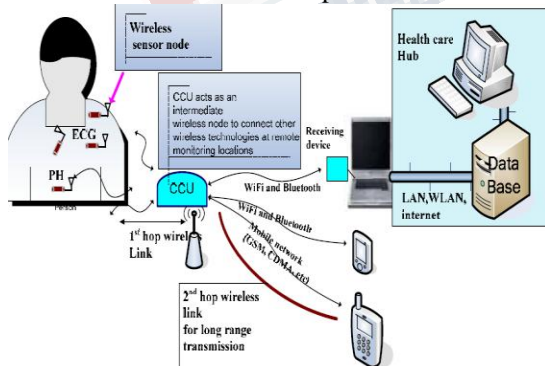 Wireless
sensor node
ECG
PH
Person
CCU acts as an
intermediate
wireless node to connect other
wireless technologies at remote
monitoring locations
CCU
1st hop wireless
Link
2nd hop wireless
link
for long range
transmission
WiFi and Bluetooth
WiFi and Bluetooth
Mobile network
(GSM, CDMA, etc)
Receiving
device
Health care
Hub
Data
Base
LAN,WLAN,
internet